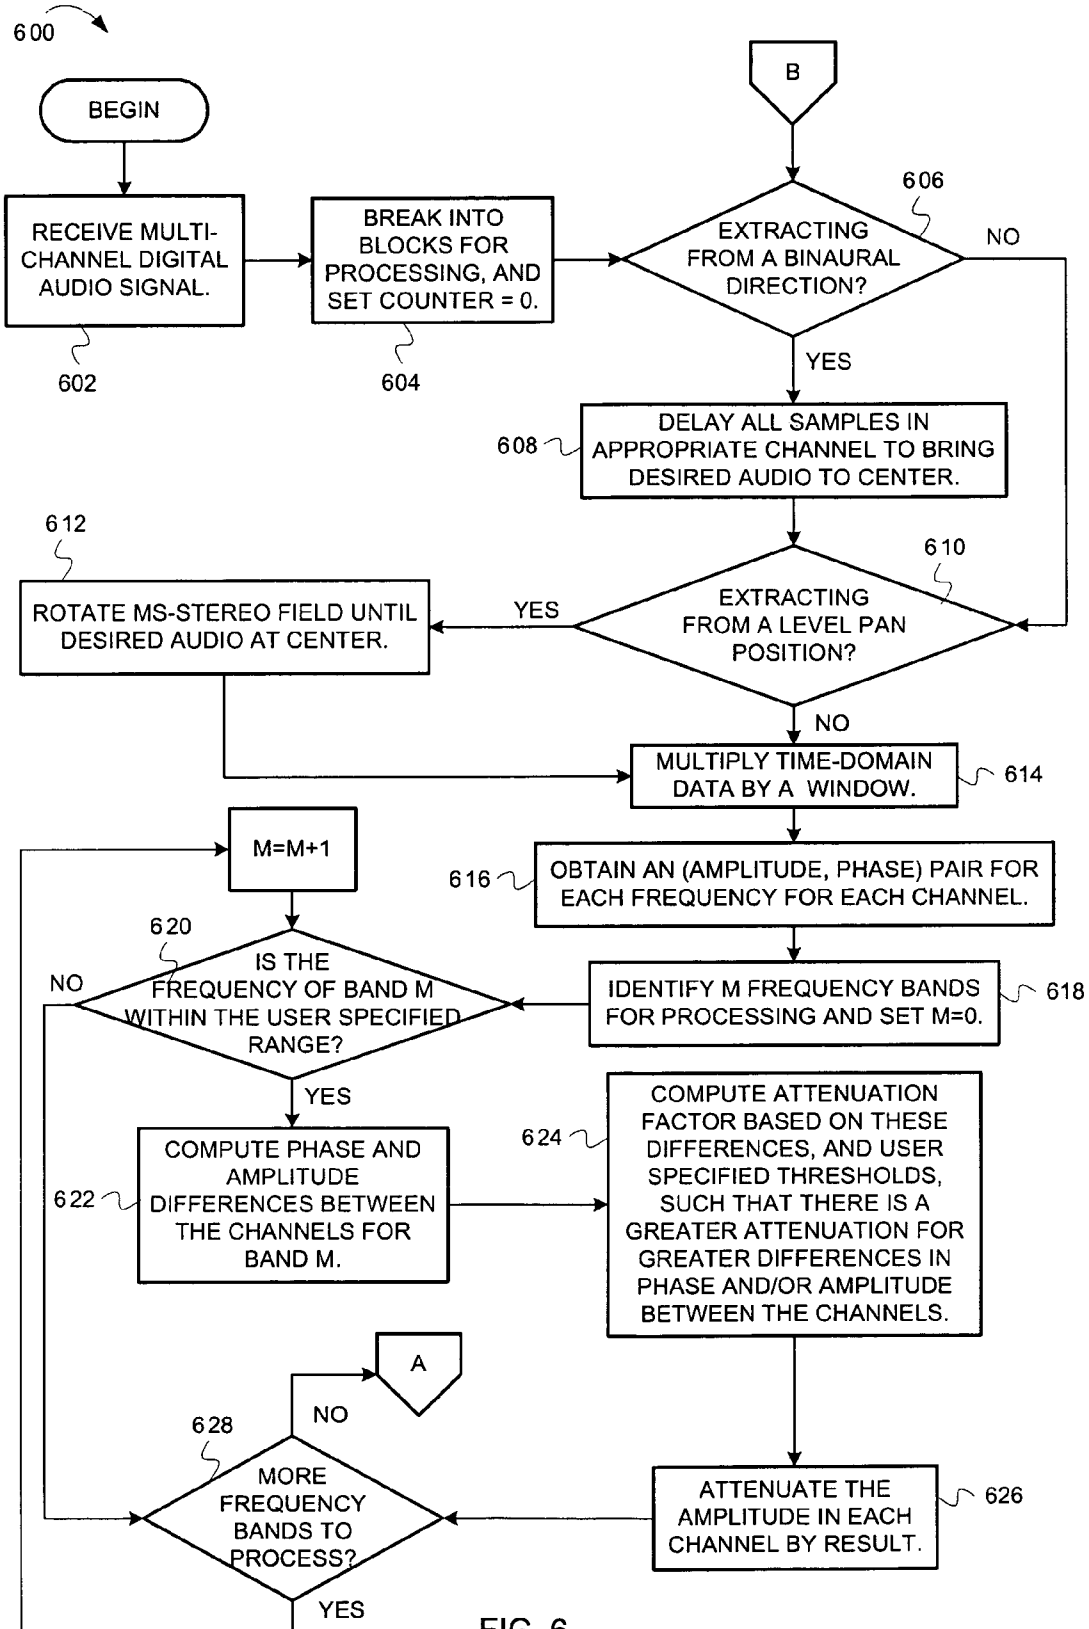 600
BEGIN
B
RECEIVE MULTI-
CHANNEL DIGITAL
AUDIO SIGNAL.
602
BREAK INTO
BLOCKS FOR
PROCESSING, AND
SET COUNTER = 0.
604
606
EXTRACTING
FROM A BINAURAL
DIRECTION?
NO
YES
608
DELAY ALL SAMPLES IN
APPROPRIATE CHANNEL TO BRING
DESIRED AUDIO TO CENTER.
610
EXTRACTING
FROM A LEVEL PAN
POSITION?
YES
612
ROTATE MS-STEREO FIELD UNTIL
DESIRED AUDIO AT CENTER.
NO
MULTIPLY TIME-DOMAIN
DATA BY A WINDOW.
614
616
OBTAIN AN (AMPLITUDE, PHASE) PAIR FOR
EACH FREQUENCY FOR EACH CHANNEL.
IDENTIFY M FREQUENCY BANDS
FOR PROCESSING AND SET M=0.
618
M=M+1
620
IS THE
FREQUENCY OF BAND M
WITHIN THE USER SPECIFIED
RANGE?
NO
YES
622
COMPUTE PHASE AND
AMPLITUDE
DIFFERENCES BETWEEN
THE CHANNELS FOR
BAND M.
624
COMPUTE ATTENUATION
FACTOR BASED ON THESE
DIFFERENCES, AND USER
SPECIFIED THRESHOLDS,
SUCH THAT THERE IS A
GREATER ATTENUATION FOR
GREATER DIFFERENCES IN
PHASE AND/OR AMPLITUDE
BETWEEN THE CHANNELS.
ATTENUATE THE
AMPLITUDE IN EACH
CHANNEL BY RESULT.
626
628
MORE
FREQUENCY
BANDS TO
PROCESS?
NO
A
YES
FIG. 6